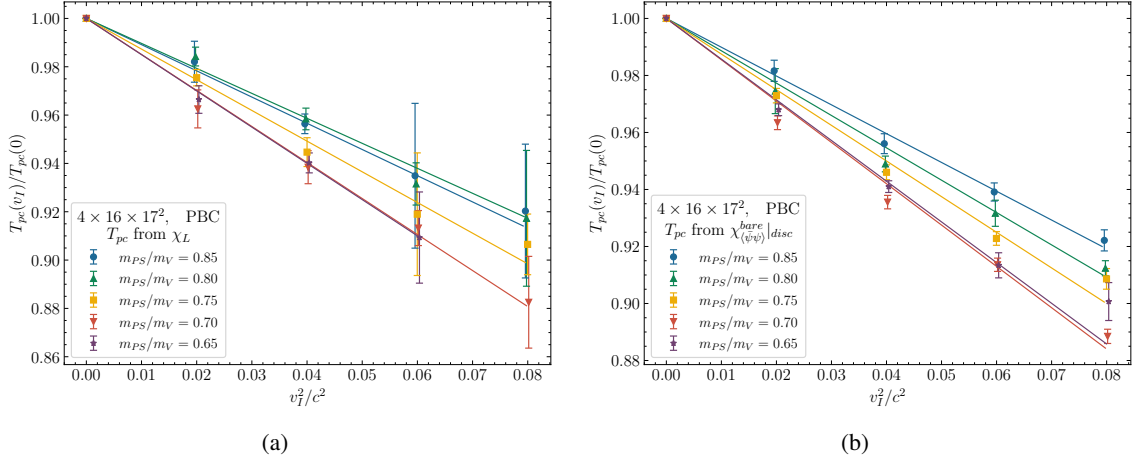 1.00
0.98
0.96
0.94
0.92
0.90
0.88
0.86
T_{pc}(v_I)/T_{pc}(0)
4 × 16 × 17², PBC
T_{pc} from χ_L
m_{PS}/m_V = 0.85
m_{PS}/m_V = 0.80
m_{PS}/m_V = 0.75
m_{PS}/m_V = 0.70
m_{PS}/m_V = 0.65
0.00 0.01 0.02 0.03 0.04 0.05 0.06 0.07 0.08
v_I^2/c^2
(a)
1.00
0.98
0.96
0.94
0.92
0.90
0.88
T_{pc}(v_I)/T_{pc}(0)
4 × 16 × 17², PBC
T_{pc} from χ^{bare}_{⟨ψ̄ψ⟩}|_{disc}
m_{PS}/m_V = 0.85
m_{PS}/m_V = 0.80
m_{PS}/m_V = 0.75
m_{PS}/m_V = 0.70
m_{PS}/m_V = 0.65
0.00 0.01 0.02 0.03 0.04 0.05 0.06 0.07 0.08
v_I^2/c^2
(b)